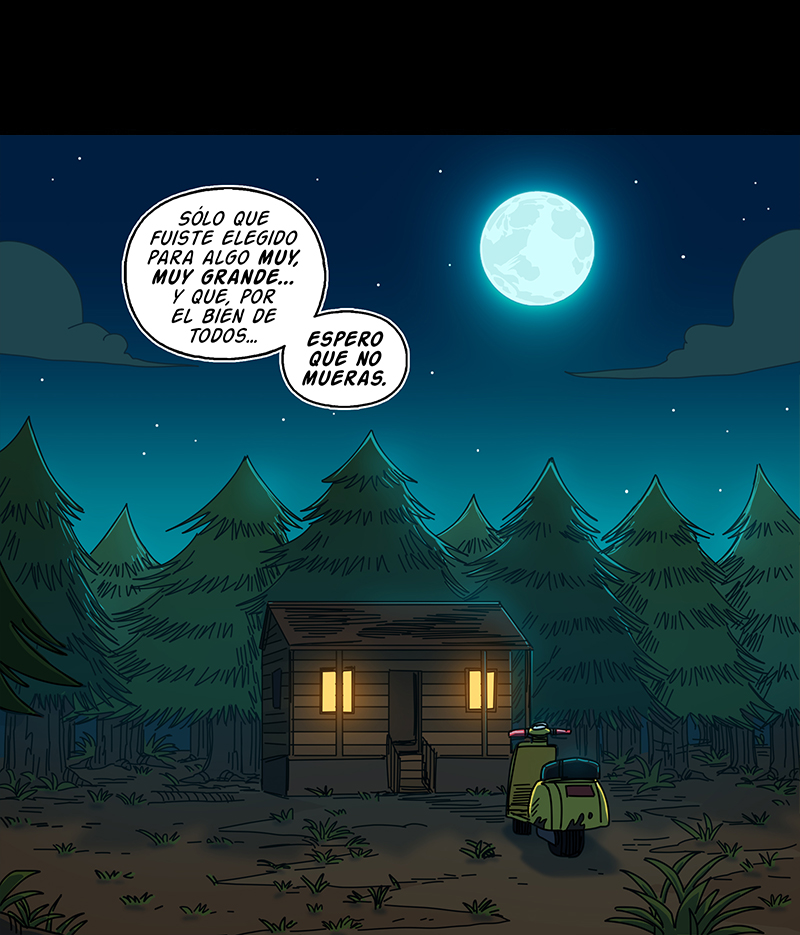 SÓLO QUE
FUISTE ELEGIDO
PARA ALGO MUY,
MUY GRANDE...
Y QUE, POR
EL BIEN DE
TODOS...
ESPERO
QUE NO
MUERAS.